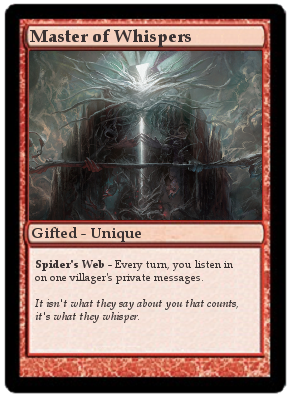 Master of Whispers
Gifted - Unique
Spider's Web - Every turn, you listen in
on one villager's private messages.
It isn't what they say about you that counts,
it's what they whisper.